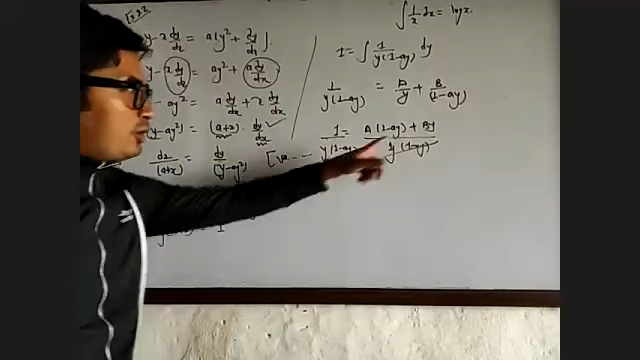 y - x dy/dx = a(y² + dy/dx).
y - x dy/dx = ay² + a dy/dx
- ay² = a dy/dx + x dy/dx
y - ay²) = (a+x) · dy/dx
dx/(a+x) = dy/(y-ay²)
∫ 1/x dx = log x.
I = ∫ 1/y(1-ay) dy
1/y(1-ay) = A/y + B/(1-ay)
1/y(1-ay) = A(1-ay) + By / y(1-ay)